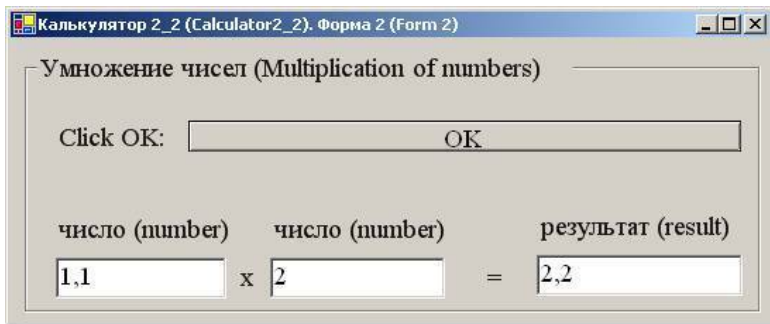 Калькулятор 2_2 (Calculator2_2). Форма 2 (Form 2)
Умножение чисел (Multiplication of numbers)
Click OK: OK
число (number) число (number) результат (result)
1,1 x 2 = 2,2